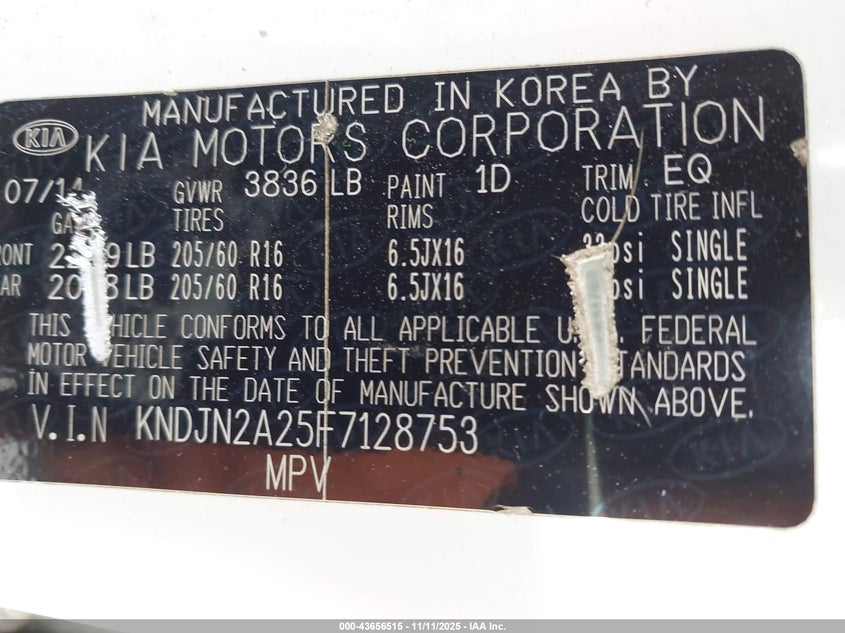 MANUFACTURED IN KOREA BY
KIA KIA MOTORS CORPORATION
07/14 GVWR 3836 LB PAINT 1D TRIM EQ
TIRES RIMS COLD TIRE INFL
LB 205/60 R16 6.5JX16 SINGLE
LB 205/60 R16 6.5JX16 SINGLE
THIS VEHICLE CONFORMS TO ALL APPLICABLE FEDERAL
MOTOR VEHICLE SAFETY AND THEFT PREVENTION STANDARDS
IN EFFECT ON THE DATE OF MANUFACTURE SHOWN ABOVE.
V.I.N KNDJN2A25F7128753
MPV
000-43656515 - 11/11/2025 - IAA Inc.